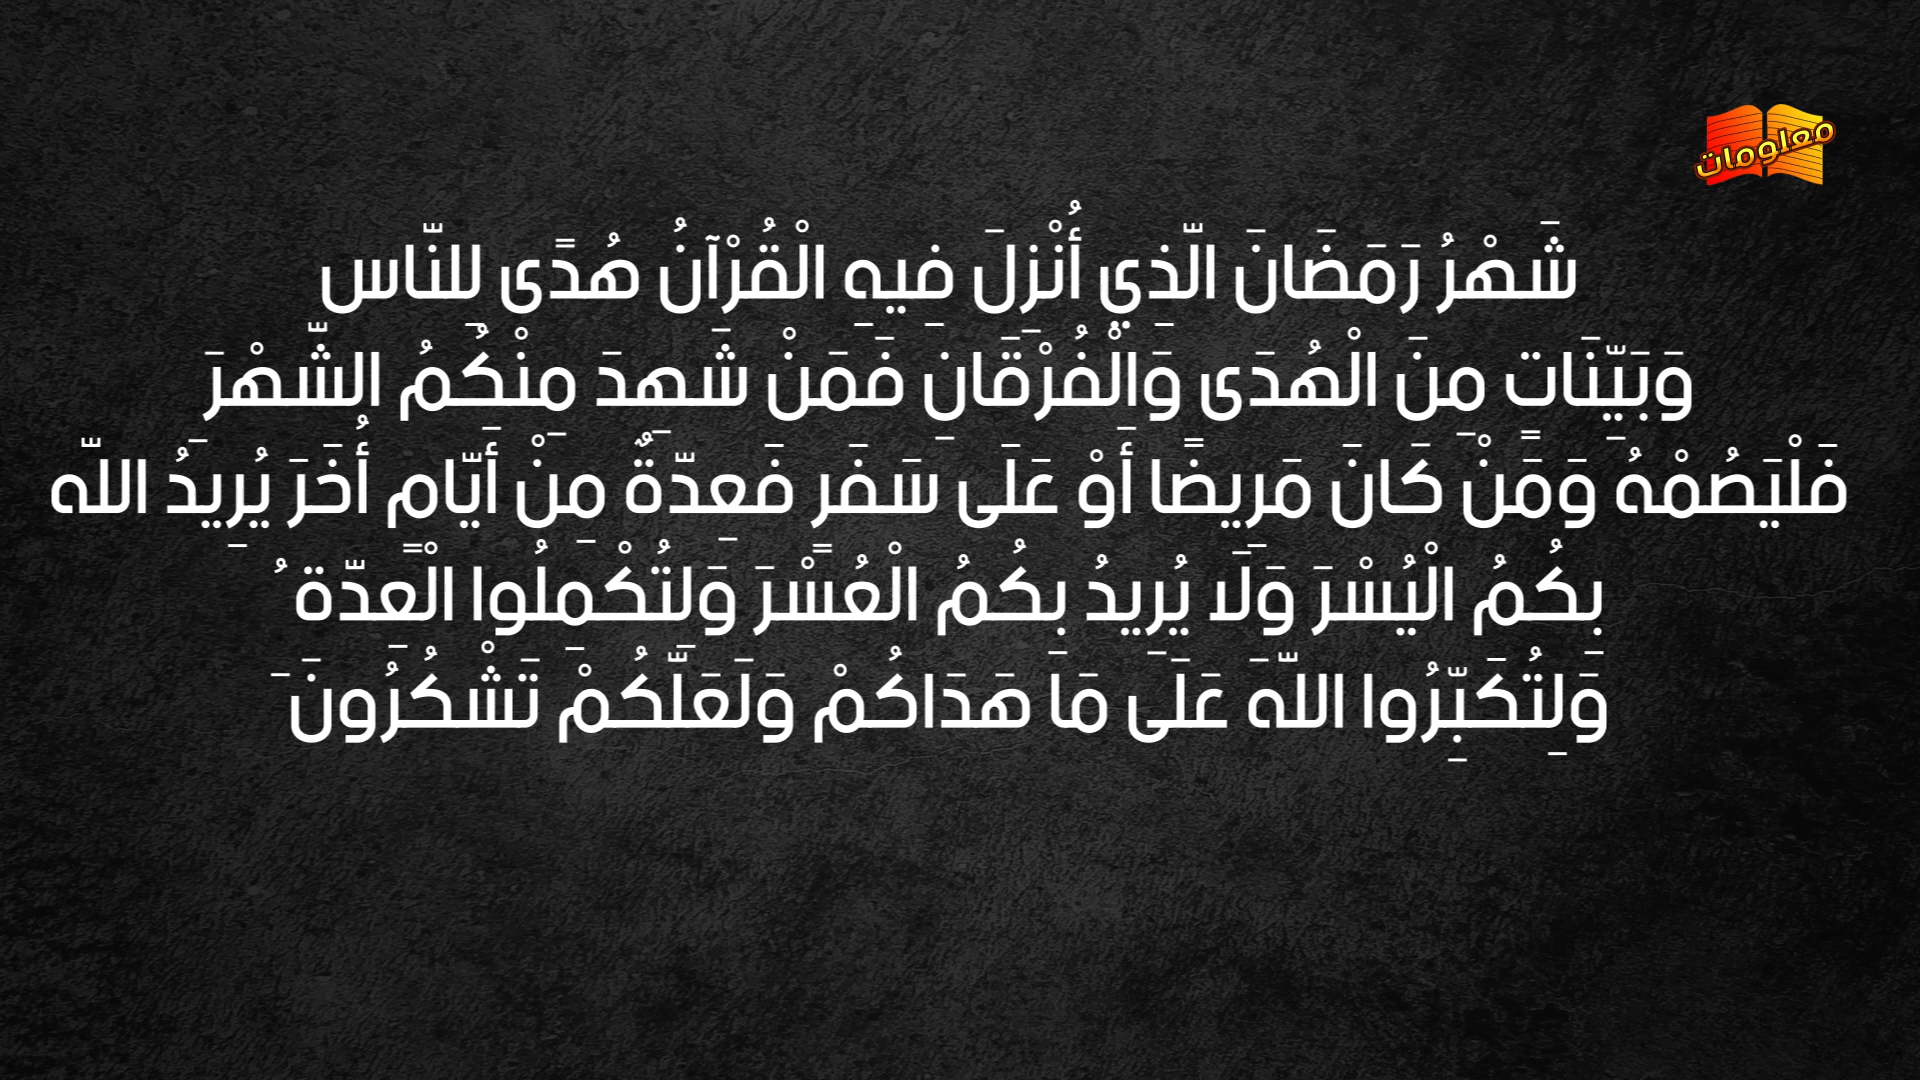 معلومات
شَهْرُ رَمَضَانَ الَّذِي أُنْزِلَ فِيهِ الْقُرْآنُ هُدًى لِلنَّاسِ
وَبَيِّنَاتٍ مِنَ الْهُدَى وَالْفُرْقَانِ فَمَنْ شَهِدَ مِنْكُمُ الشَّهْرَ
فَلْيَصُمْهُ وَمَنْ كَانَ مَرِيضًا أَوْ عَلَى سَفَرٍ فَعِدَّةٌ مِنْ أَيَّامٍ أُخَرَ يُرِيدُ اللَّهُ
بِكُمُ الْيُسْرَ وَلَا يُرِيدُ بِكُمُ الْعُسْرَ وَلِتُكْمِلُوا الْعِدَّةَ
وَلِتُكَبِّرُوا اللَّهَ عَلَى مَا هَدَاكُمْ وَلَعَلَّكُمْ تَشْكُرُونَ